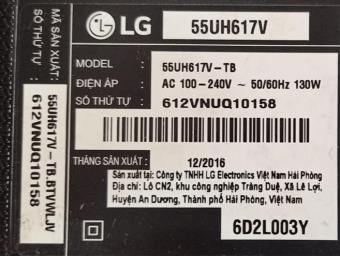 LG
55UH617V
MODEL : 55UH617V-TB
ĐIỆN ÁP : AC 100-240V ~ 50/60Hz 130W
SỐ THỨ TỰ : 612VNUQ10158
THÁNG SẢN XUẤT : 12/2016
Sản xuất tại: Công ty TNHH LG Electronics Việt Nam Hải Phòng
Địa chỉ: Lô CN2, khu công nghiệp Tràng Duệ, Xã Lê Lợi,
Huyện An Dương, Thành phố Hải Phòng, Việt Nam
6D2L003Y
MÃ SẢN XUẤT:
55UH617V-TB.BTVWLJV
SỐ THỨ TỰ :
612VNUQ10158